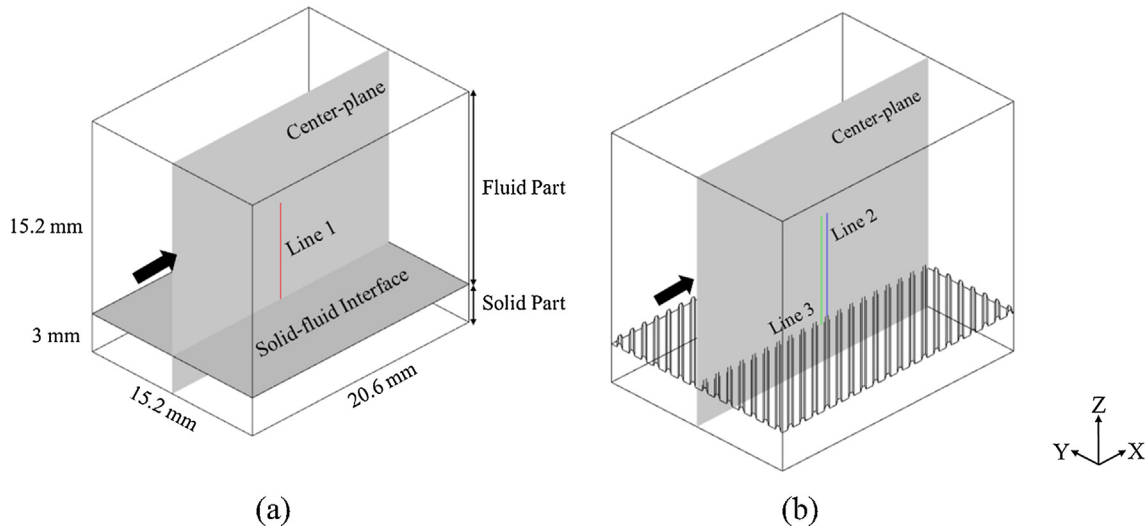 Center-plane
Fluid Part
15.2 mm
Line 1
Solid-fluid Interface
Solid Part
3 mm
15.2 mm
20.6 mm
(a)
Center-plane
Line 2
Line 3
(b)
Z
Y
X